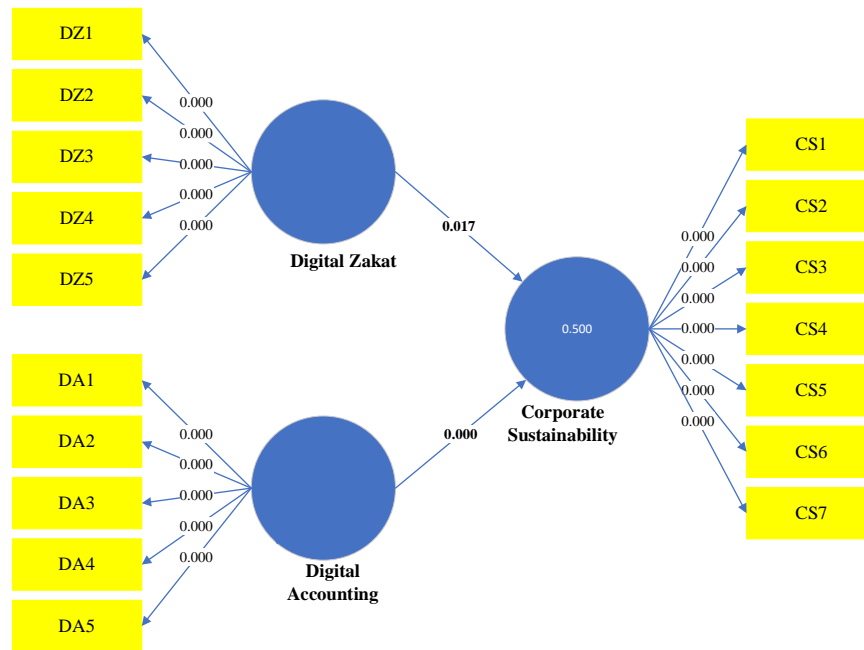 DZ1
DZ2
DZ3
DZ4
DZ5
0.000
0.000
0.000
0.000
0.000
Digital Zakat
0.017
DA1
DA2
DA3
DA4
DA5
0.000
0.000
0.000
0.000
0.000
Digital
Accounting
0.000
0.500
Corporate
Sustainability
0.000
0.000
0.000
0.000
0.000
0.000
0.000
CS1
CS2
CS3
CS4
CS5
CS6
CS7